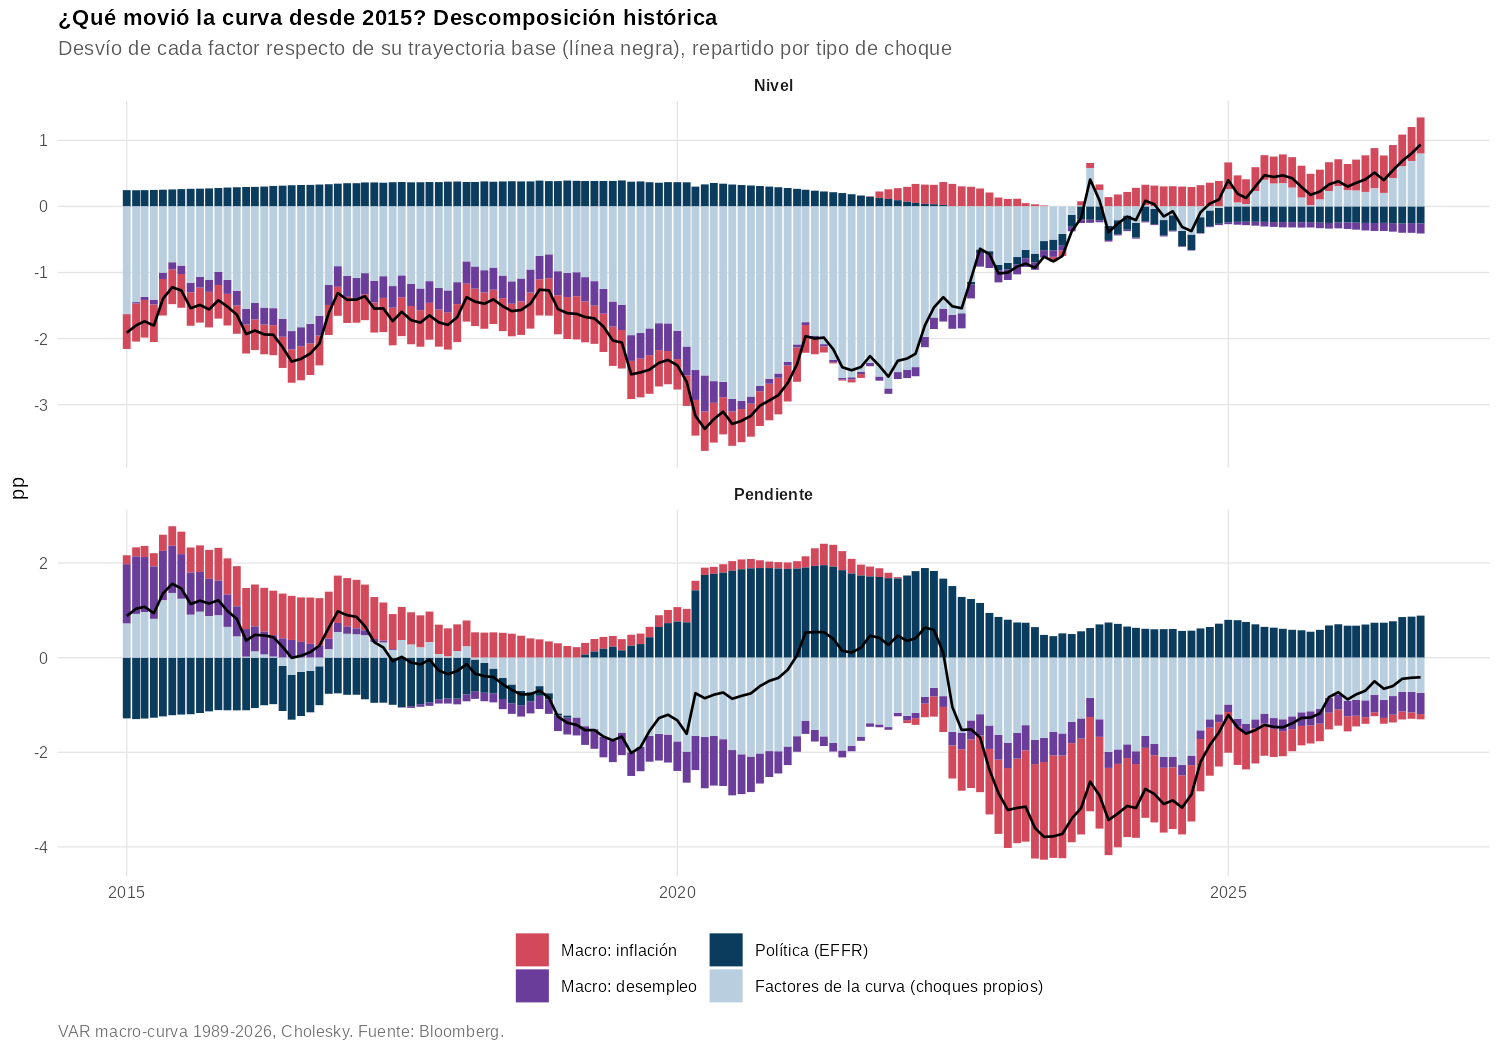 ¿Qué movió la curva desde 2015? Descomposición histórica
Desvío de cada factor respecto de su trayectoria base (línea negra), repartido por tipo de choque
Nivel
1
0
-1
-2
-3
pp
Pendiente
2
0
-2
-4
2015
2020
2025
Macro: inflación
Política (EFFR)
Macro: desempleo
Factores de la curva (choques propios)
VAR macro-curva 1989-2026, Cholesky. Fuente: Bloomberg.